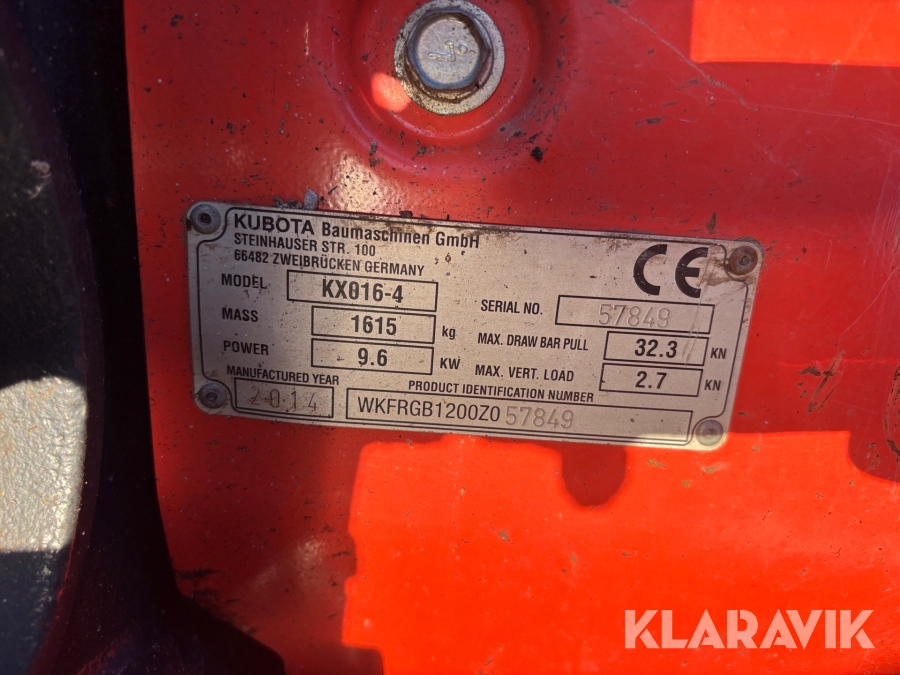 KUBOTA Baumaschinen GmbH
STEINHAUSER STR. 100
66482 ZWEIBRÜCKEN GERMANY
CE
MODEL KX016-4
MASS 1615 kg
POWER 9.6 KW
SERIAL NO. 57849
MAX. DRAW BAR PULL 32.3 KN
MAX. VERT. LOAD 2.7 KN
MANUFACTURED YEAR
2014
PRODUCT IDENTIFICATION NUMBER
WKFRGB1200Z057849
KLARAVIK